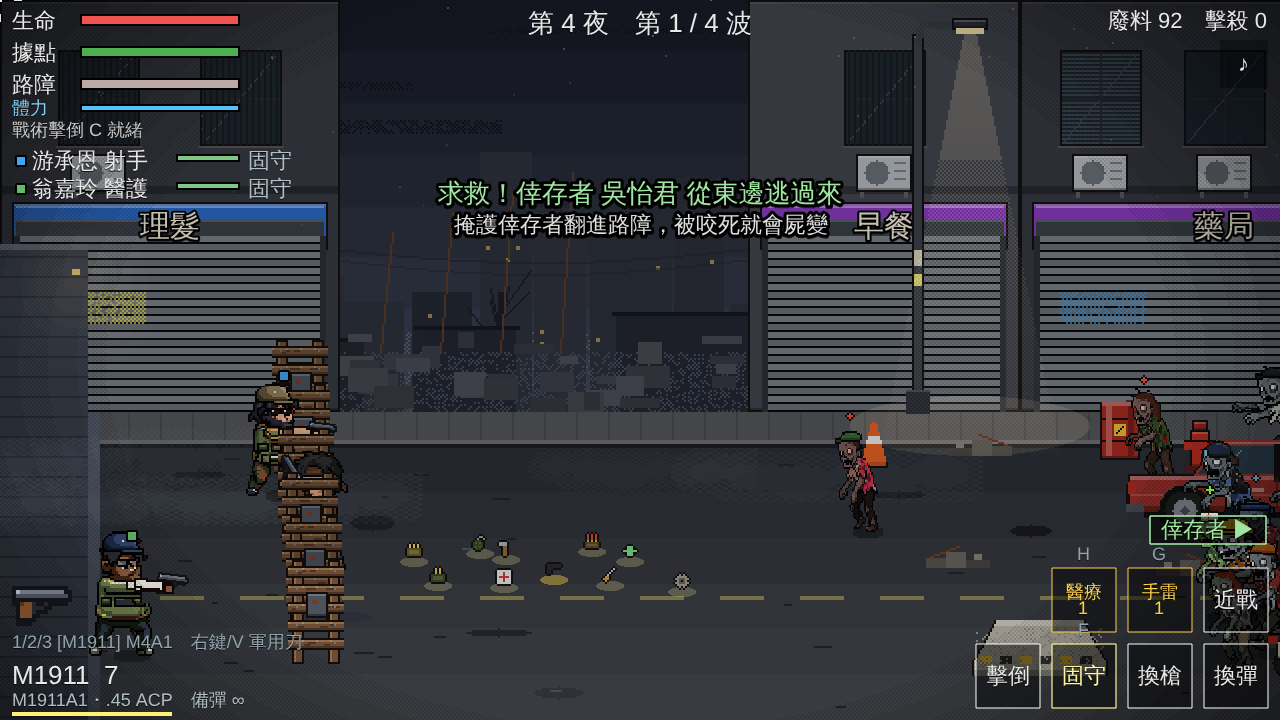 生命
據點
路障
體力
戰術擊倒 C 就緒
游承恩 射手 固守
翁嘉玲 醫護 固守
第 4 夜 第 1 / 4 波
廢料 92 擊殺 0
♪
求救！倖存者 吳怡君 從東邊逃過來
掩護倖存者翻進路障，被咬死就會屍變
理髮
早餐
藥局
倖存者 ▶
H
G
醫療
1
手雷
1
近戰
F
擊倒
固守
換槍
換彈
1/2/3 [M1911] M4A1 右鍵/V 軍用刀
M1911 7
M1911A1・.45 ACP 備彈 ∞